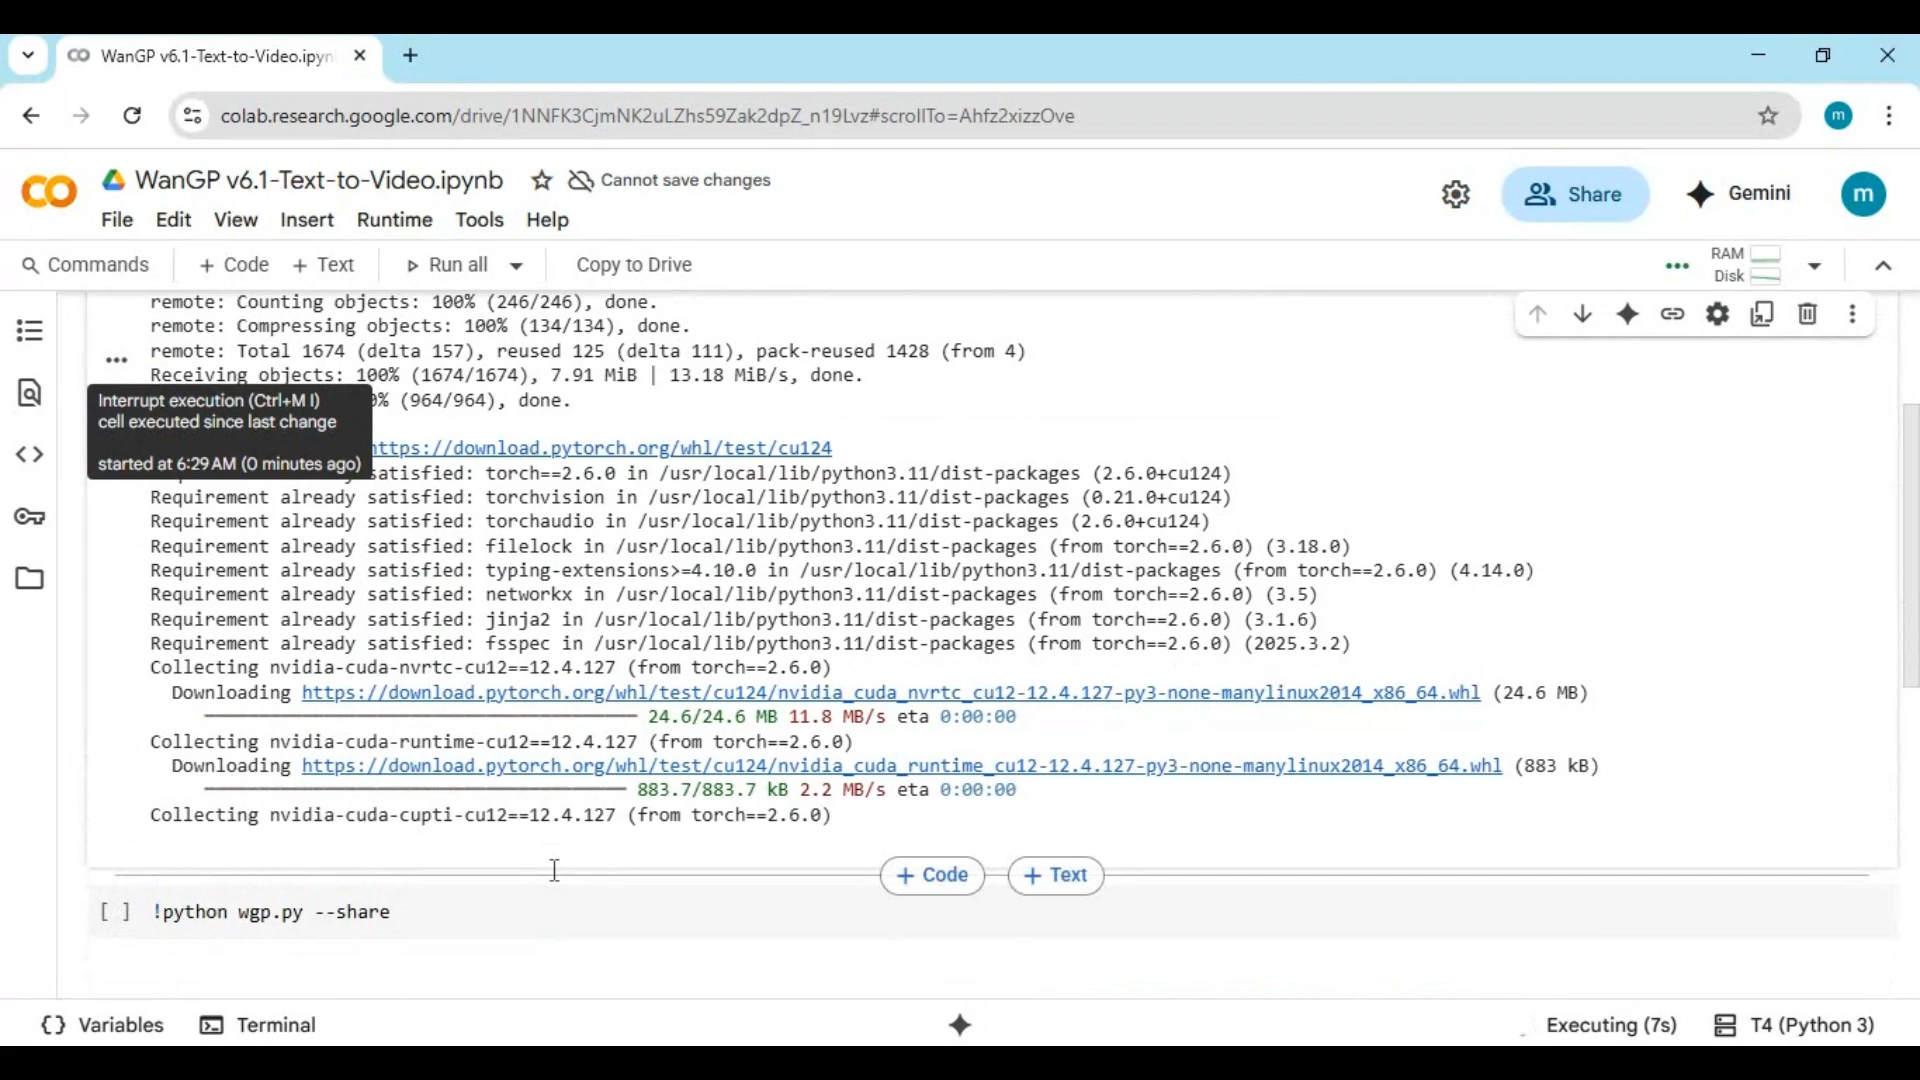 WanGP v6.1-Text-to-Video.ipyn
colab.research.google.com/drive/1NNFK3CjmNK2uLZhs59Zak2dpZ_n19Lvz#scrollTo=Ahfz2xizzOve
m
WanGP v6.1-Text-to-Video.ipynb
Cannot save changes
Share
Gemini
m
File Edit View Insert Runtime Tools Help
Commands + Code + Text Run all Copy to Drive
RAM
Disk
remote: Counting objects: 100% (246/246), done.
remote: Compressing objects: 100% (134/134), done.
remote: Total 1674 (delta 157), reused 125 (delta 111), pack-reused 1428 (from 4)
Receiving objects: 100% (1674/1674), 7.91 MiB | 13.18 MiB/s, done.
0% (964/964), done.
Interrupt execution (Ctrl+M I)
cell executed since last change
started at 6:29 AM (0 minutes ago)
https://download.pytorch.org/whl/test/cu124
satisfied: torch==2.6.0 in /usr/local/lib/python3.11/dist-packages (2.6.0+cu124)
Requirement already satisfied: torchvision in /usr/local/lib/python3.11/dist-packages (0.21.0+cu124)
Requirement already satisfied: torchaudio in /usr/local/lib/python3.11/dist-packages (2.6.0+cu124)
Requirement already satisfied: filelock in /usr/local/lib/python3.11/dist-packages (from torch==2.6.0) (3.18.0)
Requirement already satisfied: typing-extensions>=4.10.0 in /usr/local/lib/python3.11/dist-packages (from torch==2.6.0) (4.14.0)
Requirement already satisfied: networkx in /usr/local/lib/python3.11/dist-packages (from torch==2.6.0) (3.5)
Requirement already satisfied: jinja2 in /usr/local/lib/python3.11/dist-packages (from torch==2.6.0) (3.1.6)
Requirement already satisfied: fsspec in /usr/local/lib/python3.11/dist-packages (from torch==2.6.0) (2025.3.2)
Collecting nvidia-cuda-nvrtc-cu12==12.4.127 (from torch==2.6.0)
Downloading https://download.pytorch.org/whl/test/cu124/nvidia_cuda_nvrtc_cu12-12.4.127-py3-none-manylinux2014_x86_64.whl (24.6 MB)
24.6/24.6 MB 11.8 MB/s eta 0:00:00
Collecting nvidia-cuda-runtime-cu12==12.4.127 (from torch==2.6.0)
Downloading https://download.pytorch.org/whl/test/cu124/nvidia_cuda_runtime_cu12-12.4.127-py3-none-manylinux2014_x86_64.whl (883 kB)
883.7/883.7 kB 2.2 MB/s eta 0:00:00
Collecting nvidia-cuda-cupti-cu12==12.4.127 (from torch==2.6.0)
+ Code + Text
[ ] !python wgp.py --share
Variables Terminal
Executing (7s) T4 (Python 3)